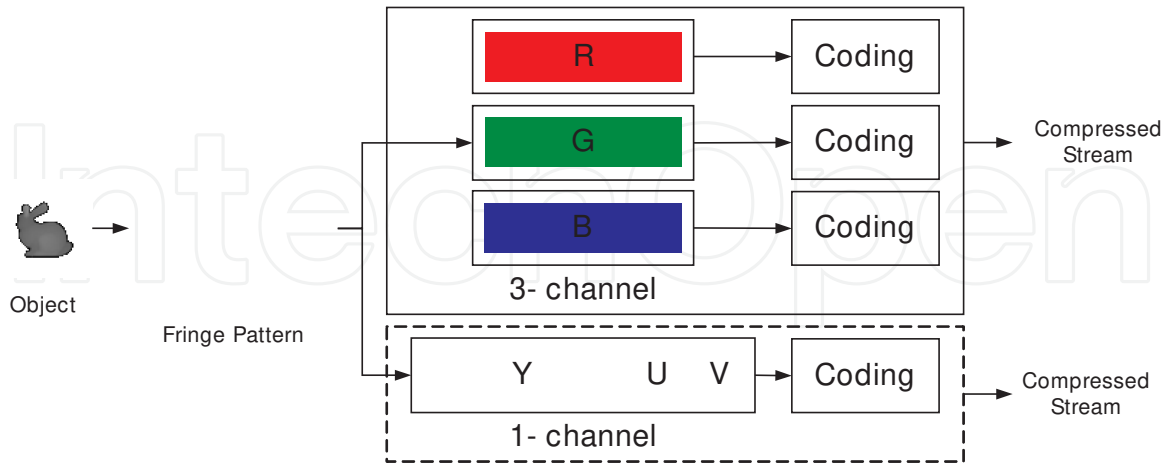 R
Coding
G
Coding
B
Coding
3- channel
Compressed
Stream
Object
Fringe Pattern
Y U V
Coding
1- channel
Compressed
Stream
IntechOpen